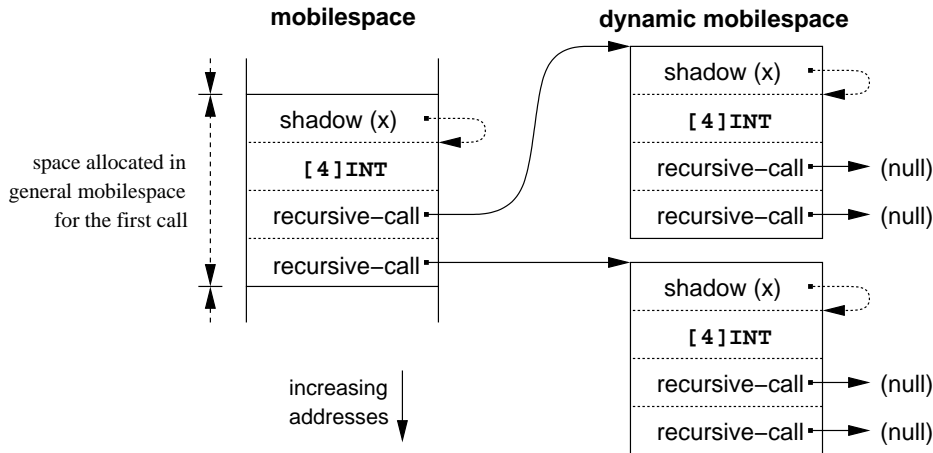 mobilespace
dynamic mobilespace
shadow (x)
[4]INT
recursive−call
recursive−call
space allocated in
general mobilespace
for the first call
increasing
addresses
shadow (x)
[4]INT
recursive−call (null)
recursive−call (null)
shadow (x)
[4]INT
recursive−call (null)
recursive−call (null)